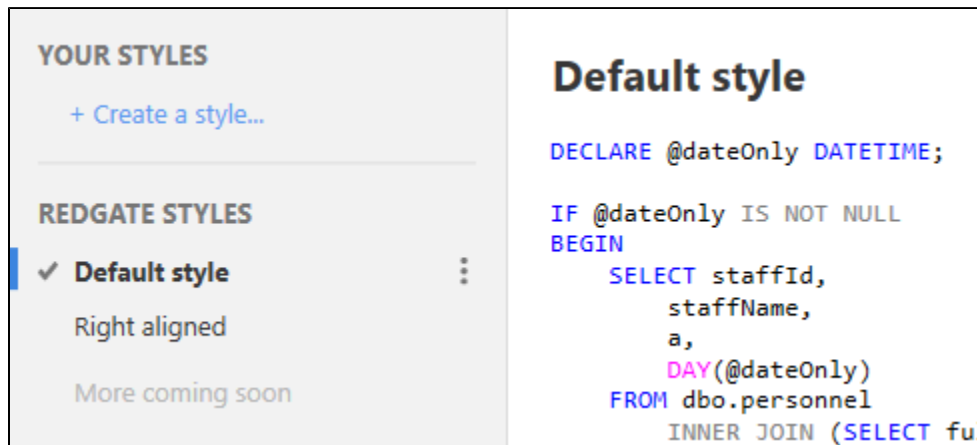 YOUR STYLES
+ Create a style...
REDGATE STYLES
Default style
Right aligned
More coming soon
Default style
DECLARE @dateOnly DATETIME;
IF @dateOnly IS NOT NULL
BEGIN
    SELECT staffId,
        staffName,
        a,
        DAY(@dateOnly)
    FROM dbo.personnel
        INNER JOIN (SELECT fu